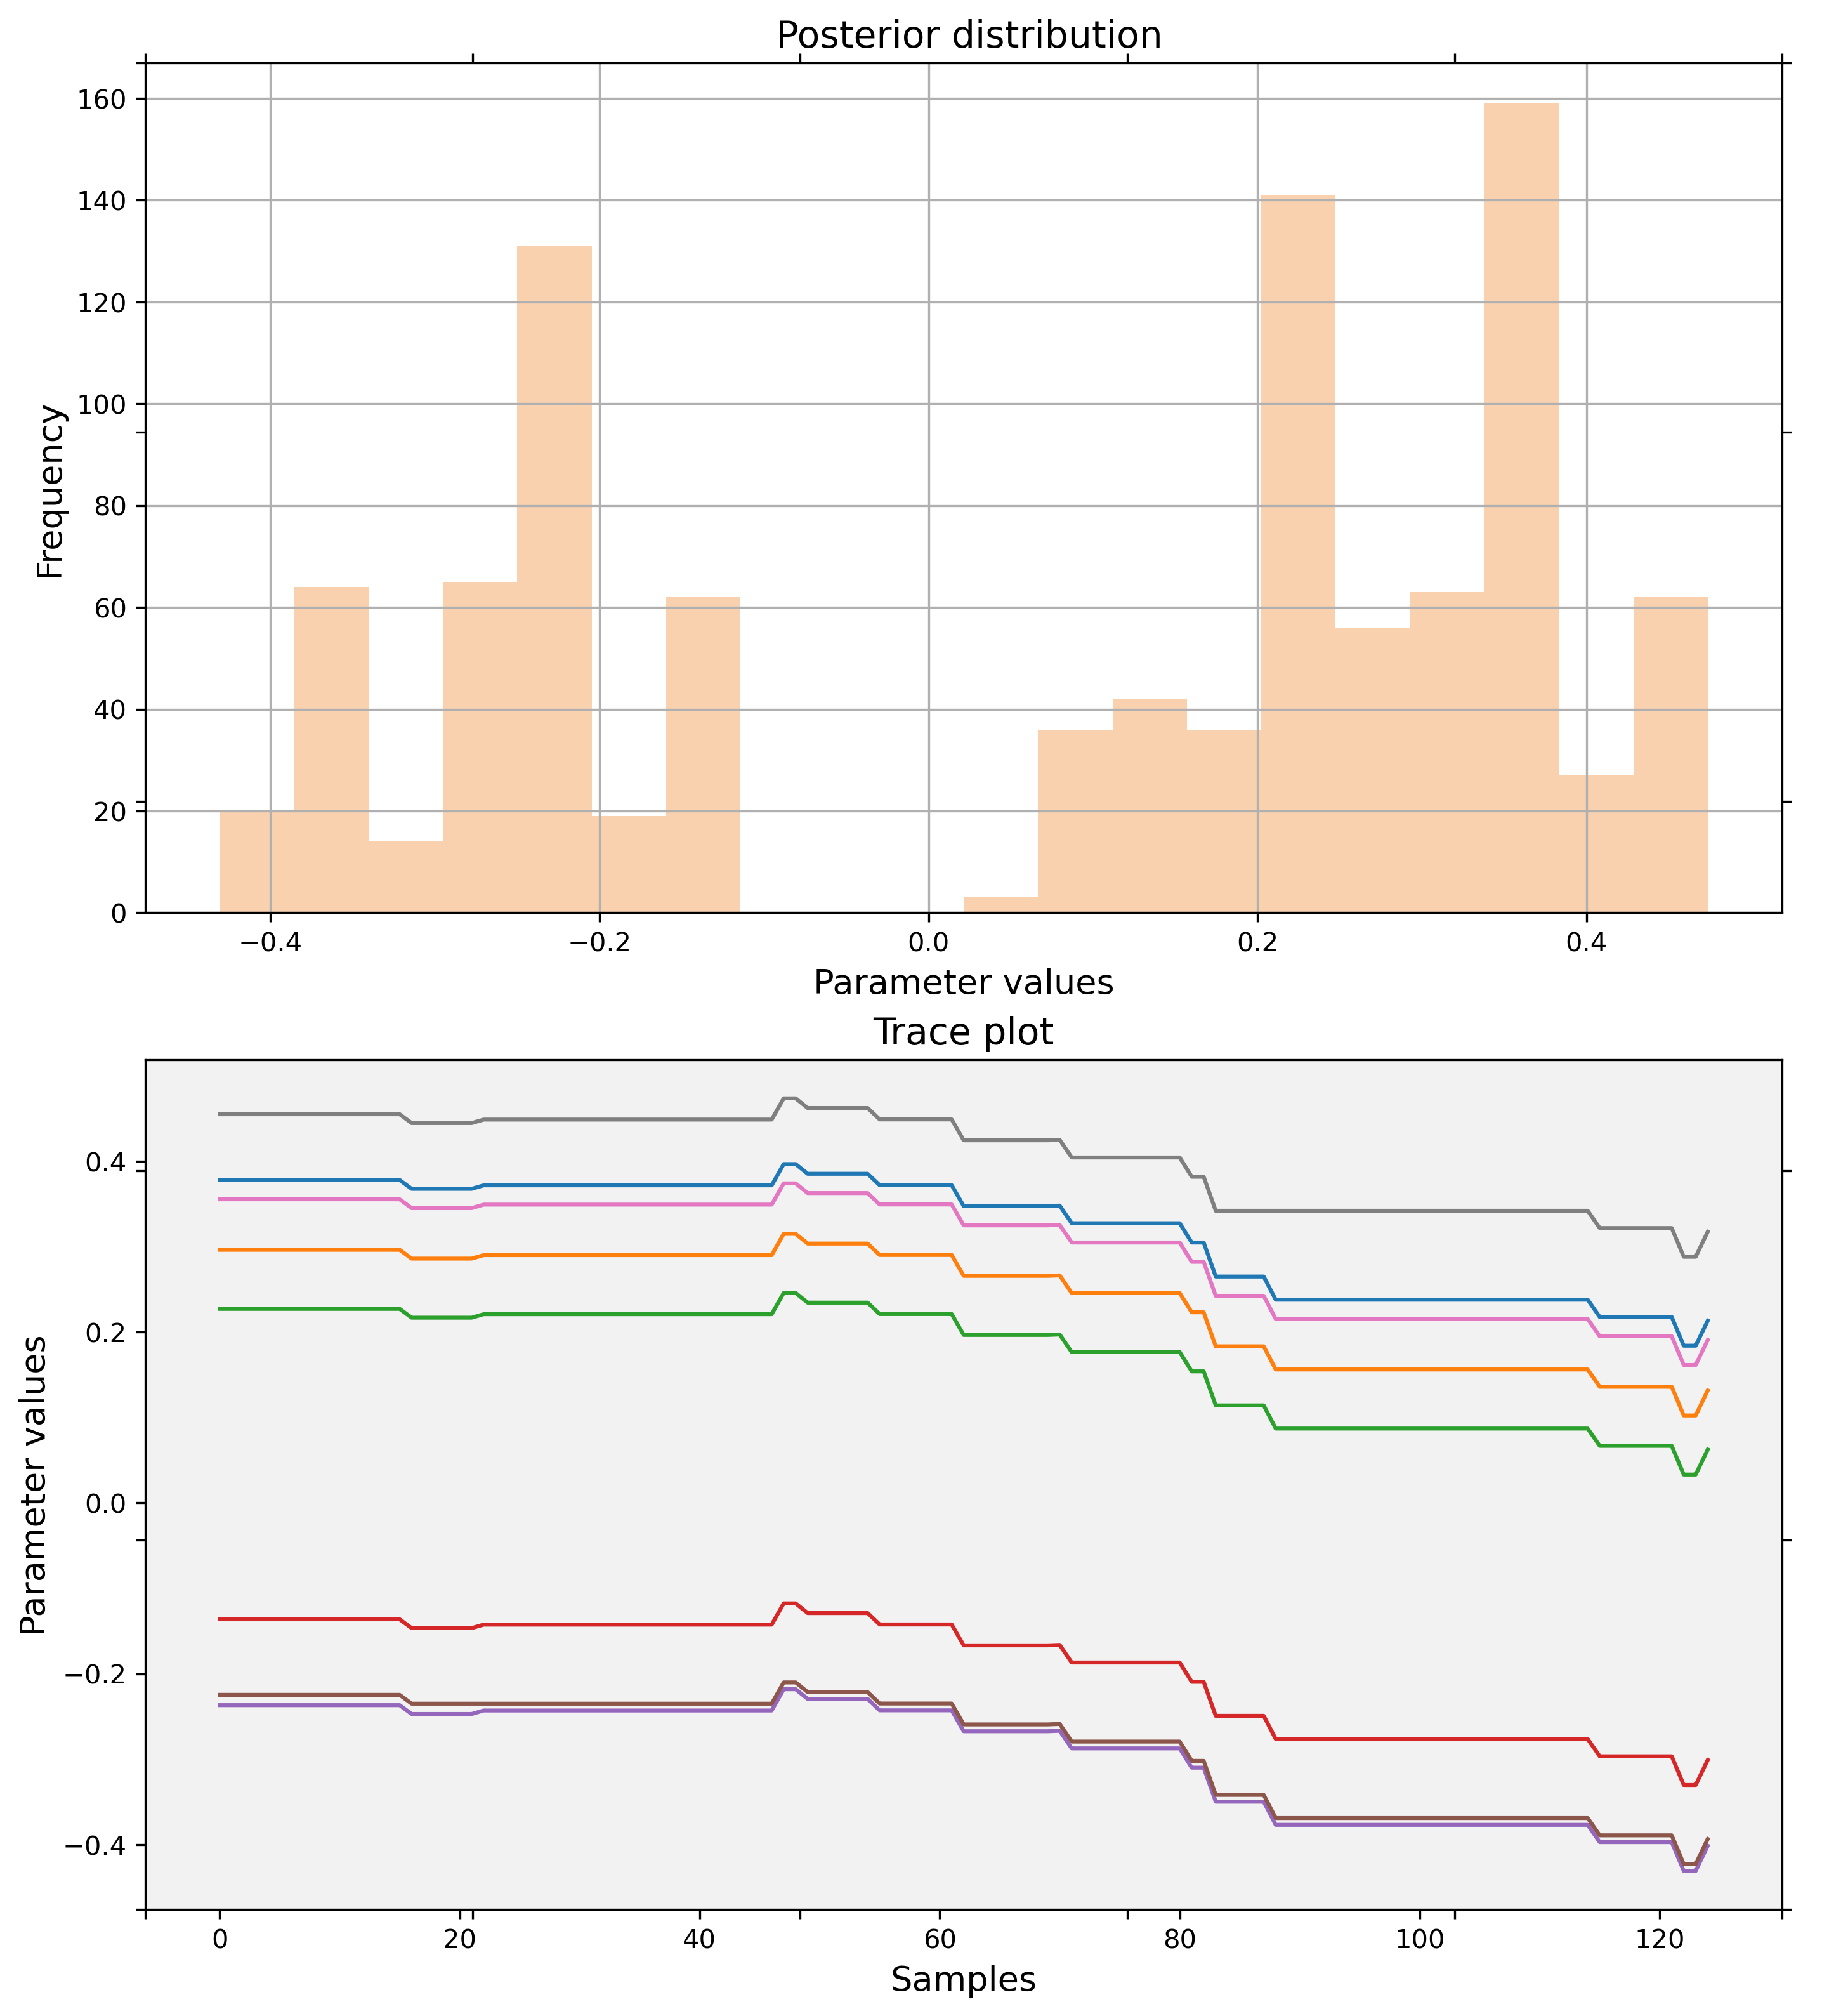 Posterior distribution
160
140
120
100
80
60
40
20
0
Frequency
−0.4 −0.2 0.0 0.2 0.4
Parameter values
Trace plot
0.4
0.2
0.0
−0.2
−0.4
Parameter values
0 20 40 60 80 100 120
Samples